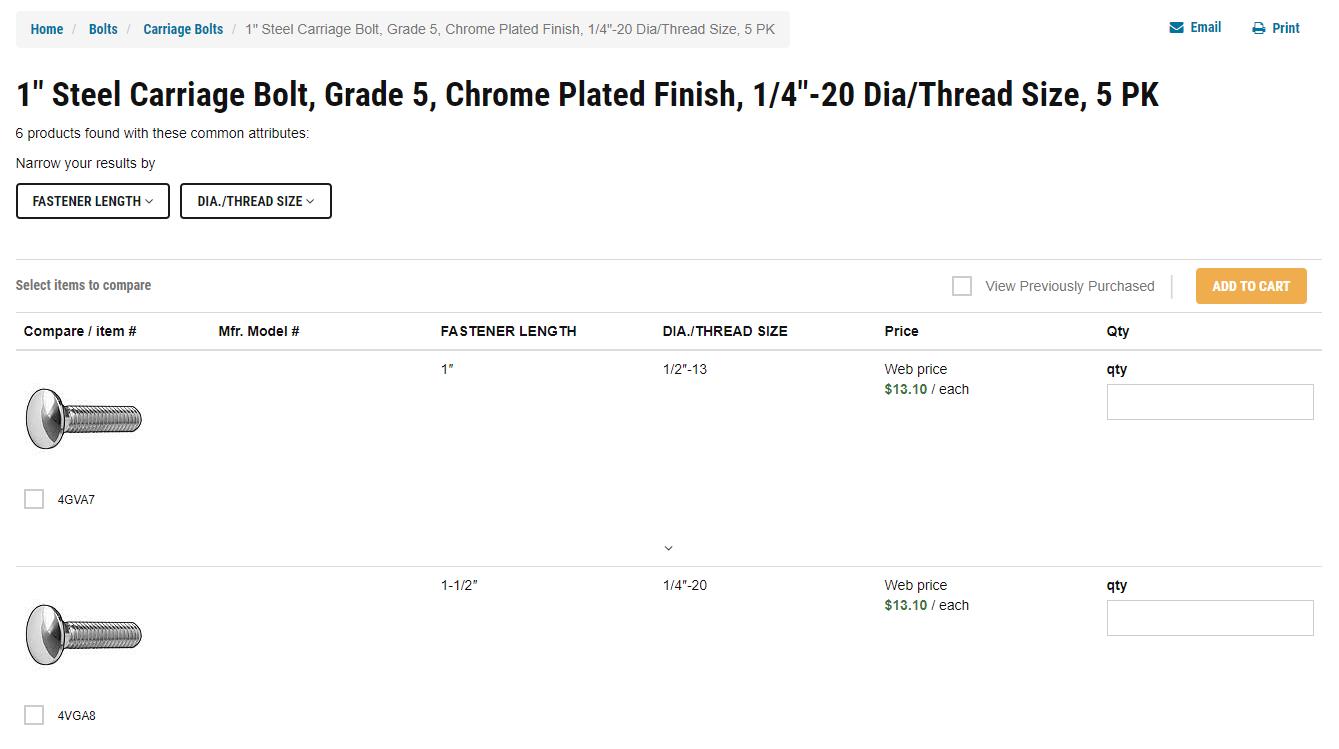 Home / Bolts / Carriage Bolts / 1" Steel Carriage Bolt, Grade 5, Chrome Plated Finish, 1/4"-20 Dia/Thread Size, 5 PK
Email Print
1" Steel Carriage Bolt, Grade 5, Chrome Plated Finish, 1/4"-20 Dia/Thread Size, 5 PK
6 products found with these common attributes:
Narrow your results by
FASTENER LENGTH DIA./THREAD SIZE
Select items to compare View Previously Purchased ADD TO CART
Compare / item # Mfr. Model # FASTENER LENGTH DIA./THREAD SIZE Price Qty
1" 1/2"-13 Web price qty
$13.10 / each
4GVA7
1-1/2" 1/4"-20 Web price qty
$13.10 / each
4VGA8